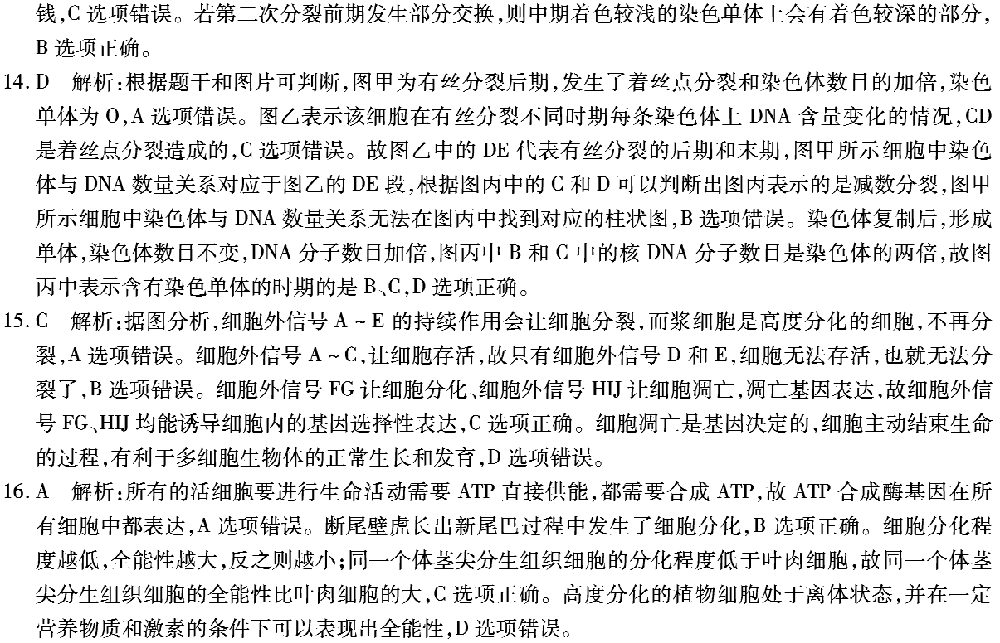 钱,C 选项错误。若第二次分裂前期发生部分交换,则中期着色较浅的染色单体上会有着色较深的部分,
B 选项正确。
14. D 解析:根据题干和图片可判断,图甲为有丝分裂后期,发生了着丝点分裂和染色体数目的加倍,染色
单体为 O,A 选项错误。图乙表示该细胞在有丝分裂不同时期每条染色体上 DNA 含量变化的情况,CD
是着丝点分裂造成的,C 选项错误。故图乙中的 DE 代表有丝分裂的后期和末期,图甲所示细胞中染色
体与 DNA 数量关系对应于图乙的 DE 段,根据图丙中的 C 和 D 可以判断出图丙表示的是减数分裂,图甲
所示细胞中染色体与 DNA 数量关系无法在图丙中找到对应的柱状图,B 选项错误。染色体复制后,形成
单体,染色体数目不变,DNA 分子数目加倍,图丙中 B 和 C 中的核 DNA 分子数目是染色体的两倍,故图
丙中表示含有染色单体的时期的是 B、C,D 选项正确。
15. C 解析:据图分析,细胞外信号 A ~ E 的持续作用会让细胞分裂,而浆细胞是高度分化的细胞,不再分
裂,A 选项错误。细胞外信号 A ~ C,让细胞存活,故只有细胞外信号 D 和 E,细胞无法存活,也就无法分
裂了,B 选项错误。细胞外信号 FG 让细胞分化、细胞外信号 HIJ 让细胞凋亡,凋亡基因表达,故细胞外信
号 FG、HIJ 均能诱导细胞内的基因选择性表达,C 选项正确。细胞凋亡是基因决定的,细胞主动结束生命
的过程,有利于多细胞生物体的正常生长和发育,D 选项错误。
16. A 解析:所有的活细胞要进行生命活动需要 ATP 直接供能,都需要合成 ATP,故 ATP 合成酶基因在所
有细胞中都表达,A 选项错误。断尾壁虎长出新尾巴过程中发生了细胞分化,B 选项正确。细胞分化程
度越低,全能性越大,反之则越小;同一个体茎尖分生组织细胞的分化程度低于叶肉细胞,故同一个体茎
尖分生组织细胞的全能性比叶肉细胞的大,C 选项正确。高度分化的植物细胞处于离体状态,并在一定
营养物质和激素的条件下可以表现出全能性,D 选项错误。